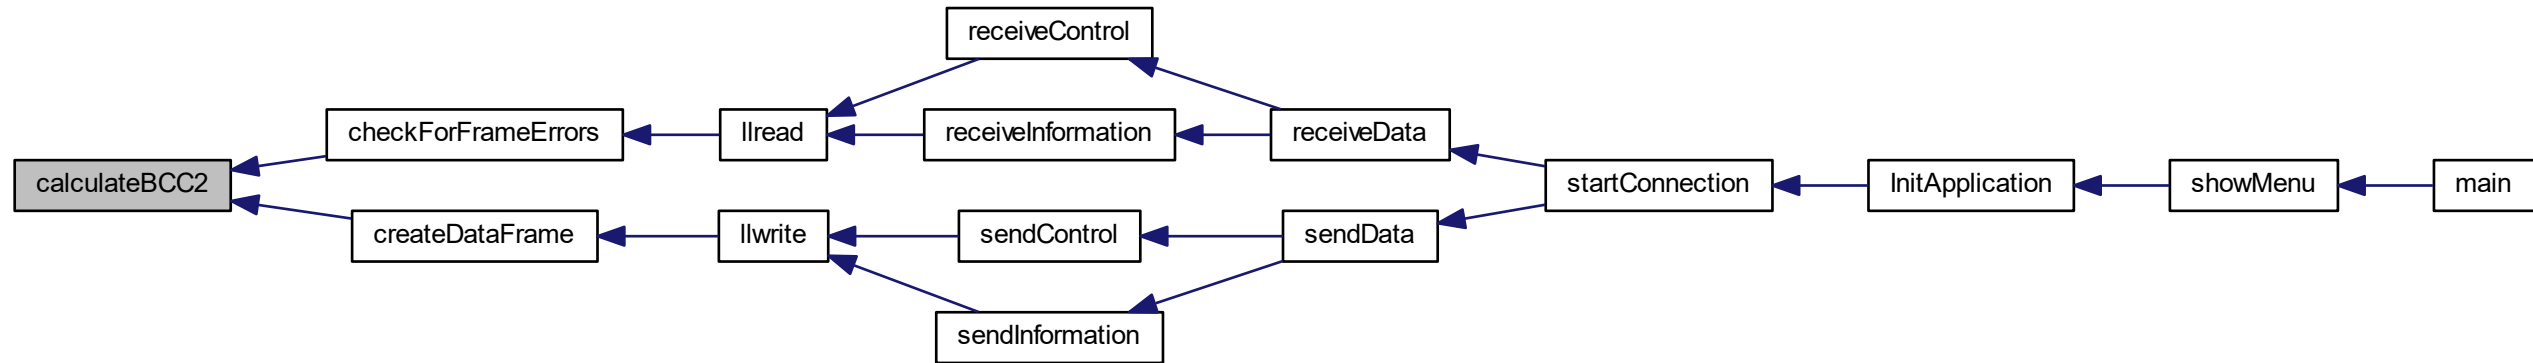 receiveControl
checkForFrameErrors
llread
receiveInformation
receiveData
calculateBCC2
startConnection
InitApplication
showMenu
main
createDataFrame
llwrite
sendControl
sendData
sendInformation